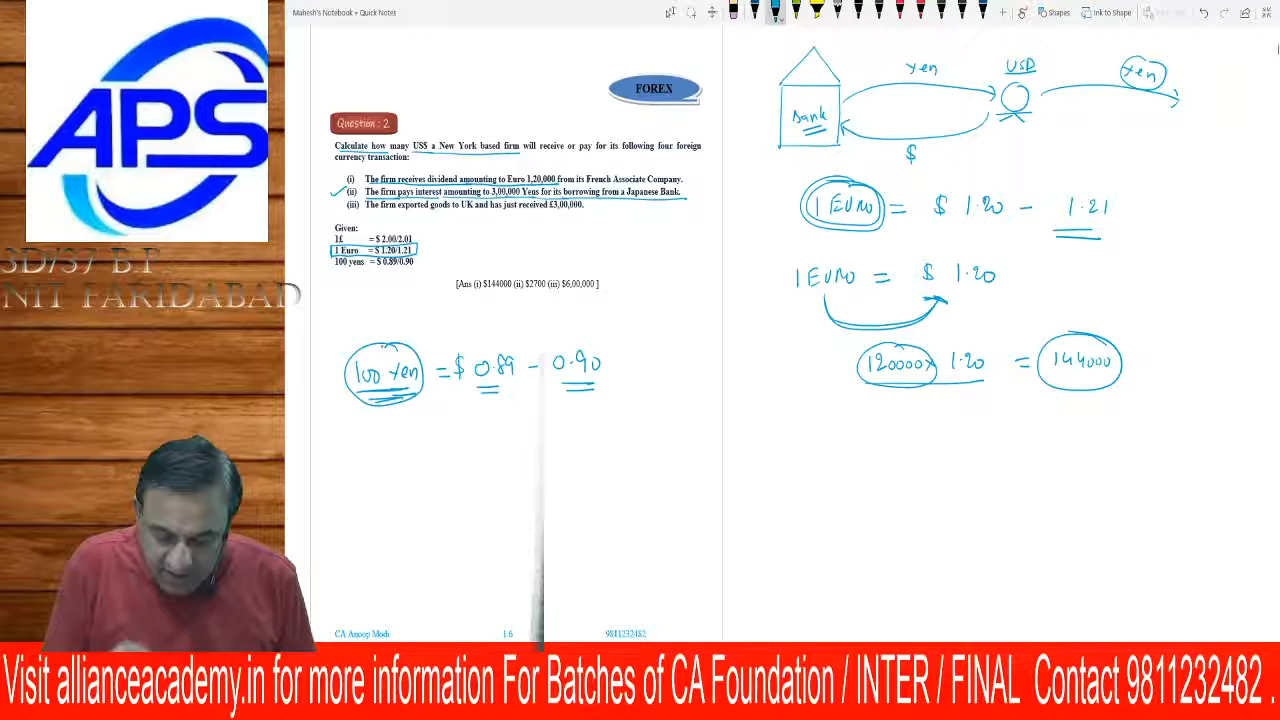 Mahesh's Notebook » Quick Notes
Shapes
Ink to Shape
APS
3D/37 B.P.
NIT FARIDABAD
FOREX
Question : 2
Calculate how many US$ a New York based firm will receive or pay for its following four foreign
currency transaction:
(i) The firm receives dividend amounting to Euro 1,20,000 from its French Associate Company.
(ii) The firm pays interest amounting to 3,00,000 Yens for its borrowing from a Japanese Bank.
(iii) The firm exported goods to UK and has just received £3,00,000.
Given:
1£ = $ 2.00/2.01
1 Euro = $ 1.20/1.21
100 yens = $ 0.89/0.90
[Ans (i) $144000 (ii) $2700 (iii) $6,00,000 ]
100 yen = $ 0.89 - 0.90
CA Anoop Modi 1.6 9811232482
Bank
yen
USD
yen
$
1 EURO = $ 1.20 - 1.21
1 EURO = $ 1.20
120000 x 1.20 = 144000
Visit allianceacademy.in for more information For Batches of CA Foundation / INTER / FINAL Contact 9811232482 .